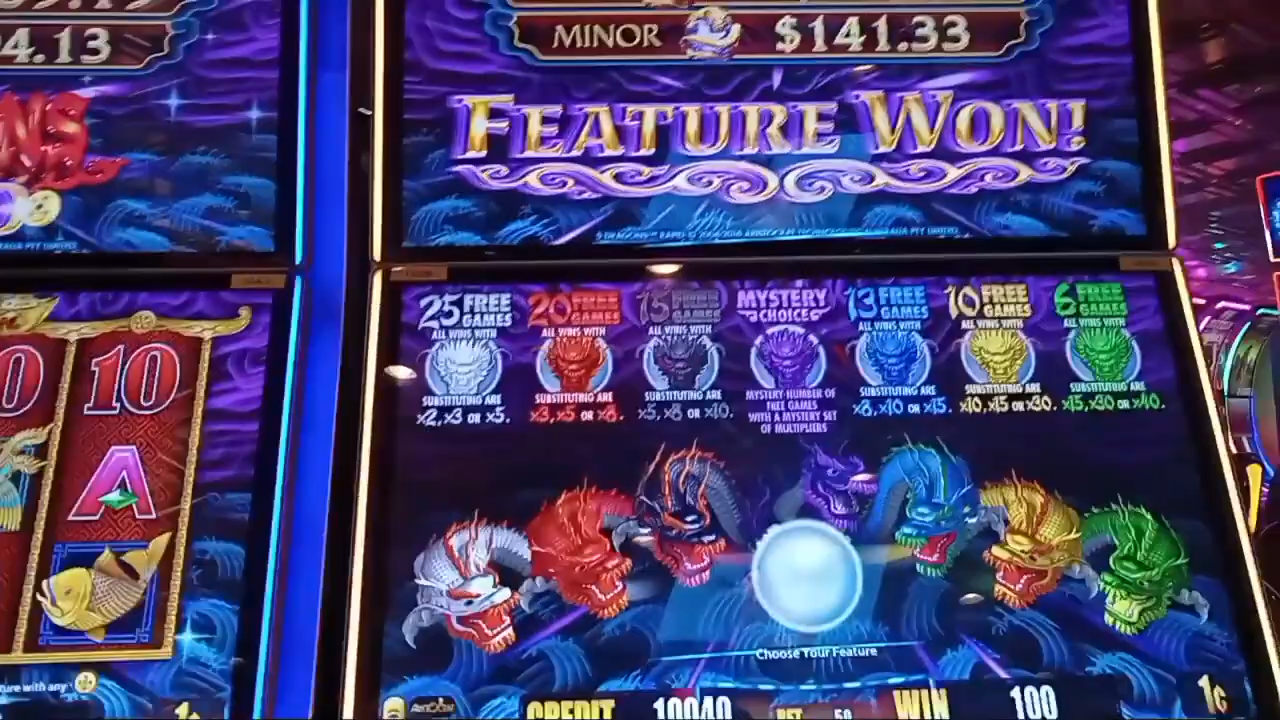 4.13
MINOR $141.33
FEATURE WON!
25 FREE GAMES
ALL WINS WITH
SUBSTITUTING ARE
x2, x3 OR x5.
20 FREE GAMES
ALL WINS WITH
SUBSTITUTING ARE
x3, x5 OR x8.
15 FREE GAMES
ALL WINS WITH
SUBSTITUTING ARE
x5, x8 OR x10.
MYSTERY
CHOICE
MYSTERY NUMBER OF
FREE GAMES
WITH A MYSTERY SET
OF MULTIPLIERS
13 FREE GAMES
ALL WINS WITH
SUBSTITUTING ARE
x8, x10 OR x15.
10 FREE GAMES
ALL WINS WITH
SUBSTITUTING ARE
x10, x15 OR x30.
6 FREE GAMES
ALL WINS WITH
SUBSTITUTING ARE
x15, x30 OR x40.
10
A
with any
Choose Your Feature
CREDIT 10040 BET 50 WIN 100 1¢